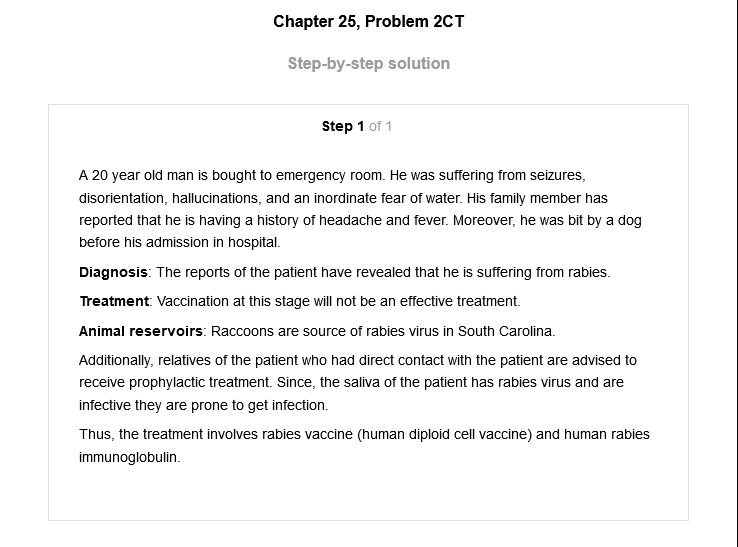 Chapter 25, Problem 2CT
Step-by-step solution
Step 1 of 1
A 20 year old man is bought to emergency room. He was suffering from seizures,
disorientation, hallucinations, and an inordinate fear of water. His family member has
reported that he is having a history of headache and fever. Moreover, he was bit by a dog
before his admission in hospital.
Diagnosis: The reports of the patient have revealed that he is suffering from rabies.
Treatment: Vaccination at this stage will not be an effective treatment.
Animal reservoirs: Raccoons are source of rabies virus in South Carolina.
Additionally, relatives of the patient who had direct contact with the patient are advised to
receive prophylactic treatment. Since, the saliva of the patient has rabies virus and are
infective they are prone to get infection.
Thus, the treatment involves rabies vaccine (human diploid cell vaccine) and human rabies
immunoglobulin.